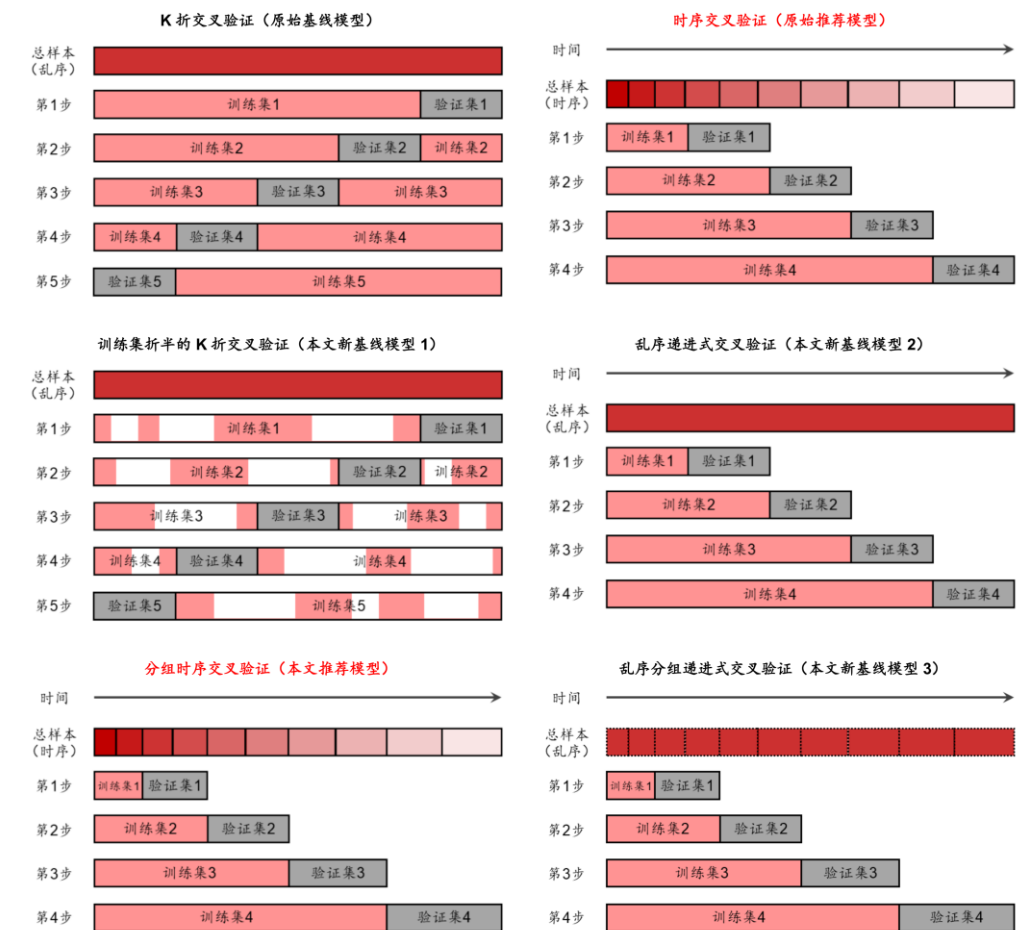 K 折交叉验证（原始基线模型）
总样本
（乱序）
第1步
训练集1
验证集1
第2步
训练集2
验证集2
训练集2
第3步
训练集3
验证集3
训练集3
第4步
训练集4
验证集4
训练集4
第5步
验证集5
训练集5
时序交叉验证（原始推荐模型）
时间
总样本
（时序）
第1步
训练集1
验证集1
第2步
训练集2
验证集2
第3步
训练集3
验证集3
第4步
训练集4
验证集4
训练集折半的 K 折交叉验证（本文新基线模型 1）
总样本
（乱序）
第1步
训练集1
验证集1
第2步
训练集2
验证集2
训练集2
第3步
训练集3
验证集3
训练集3
第4步
训练集4
验证集4
训练集4
第5步
验证集5
训练集5
乱序递进式交叉验证（本文新基线模型 2）
时间
总样本
（乱序）
第1步
训练集1
验证集1
第2步
训练集2
验证集2
第3步
训练集3
验证集3
第4步
训练集4
验证集4
分组时序交叉验证（本文推荐模型）
时间
总样本
（时序）
第1步
训练集1
验证集1
第2步
训练集2
验证集2
第3步
训练集3
验证集3
第4步
训练集4
验证集4
乱序分组递进式交叉验证（本文新基线模型 3）
时间
总样本
（乱序）
第1步
训练集1
验证集1
第2步
训练集2
验证集2
第3步
训练集3
验证集3
第4步
训练集4
验证集4